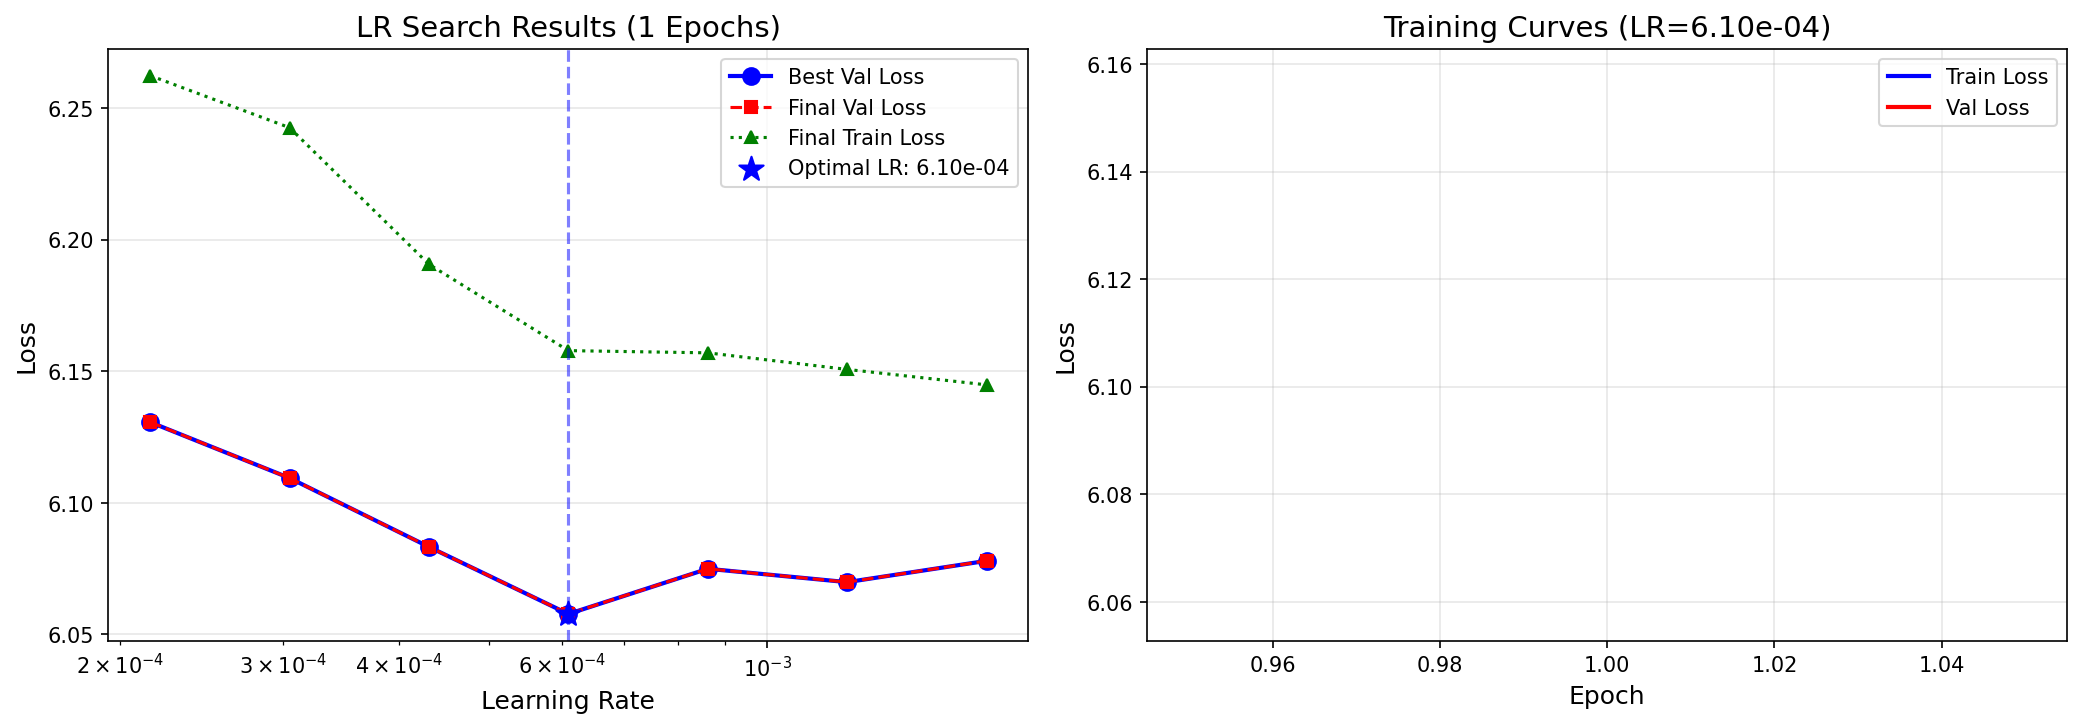 LR Search Results (1 Epochs)
Best Val Loss
Final Val Loss
Final Train Loss
Optimal LR: 6.10e-04
Loss
6.25
6.20
6.15
6.10
6.05
2 × 10⁻⁴
3 × 10⁻⁴
4 × 10⁻⁴
6 × 10⁻⁴
10⁻³
Learning Rate
Training Curves (LR=6.10e-04)
Train Loss
Val Loss
Loss
6.16
6.14
6.12
6.10
6.08
6.06
0.96
0.98
1.00
1.02
1.04
Epoch